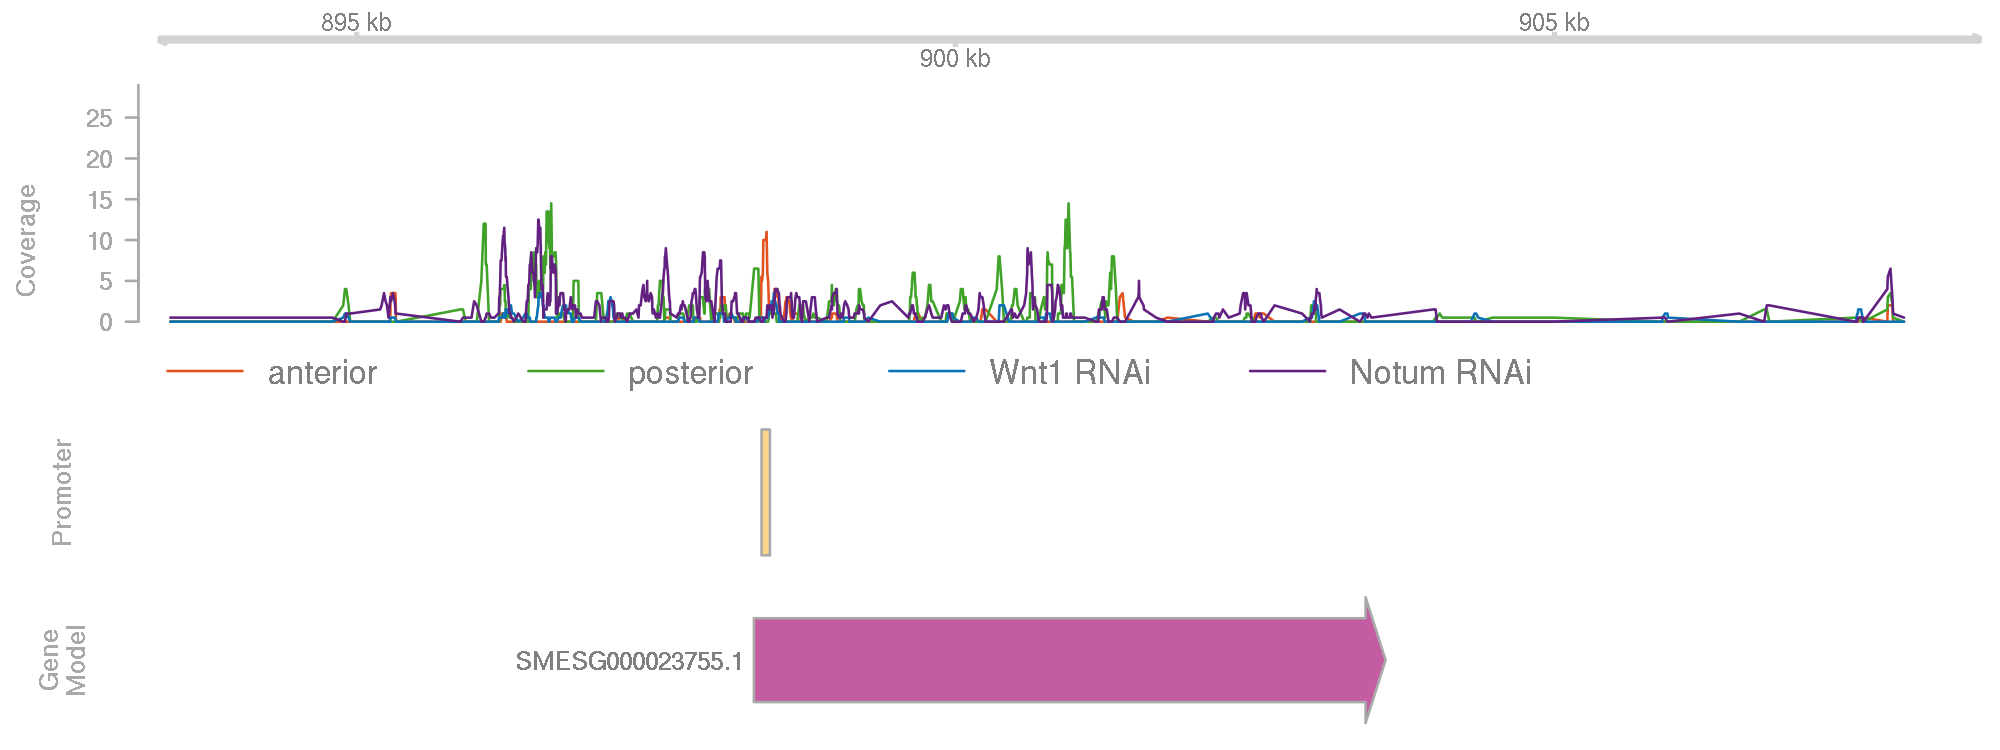 895 kb
905 kb
900 kb
Coverage
25
20
15
10
5
0
anterior posterior Wnt1 RNAi Notum RNAi
Promoter
Gene
Model
SMESG000023755.1